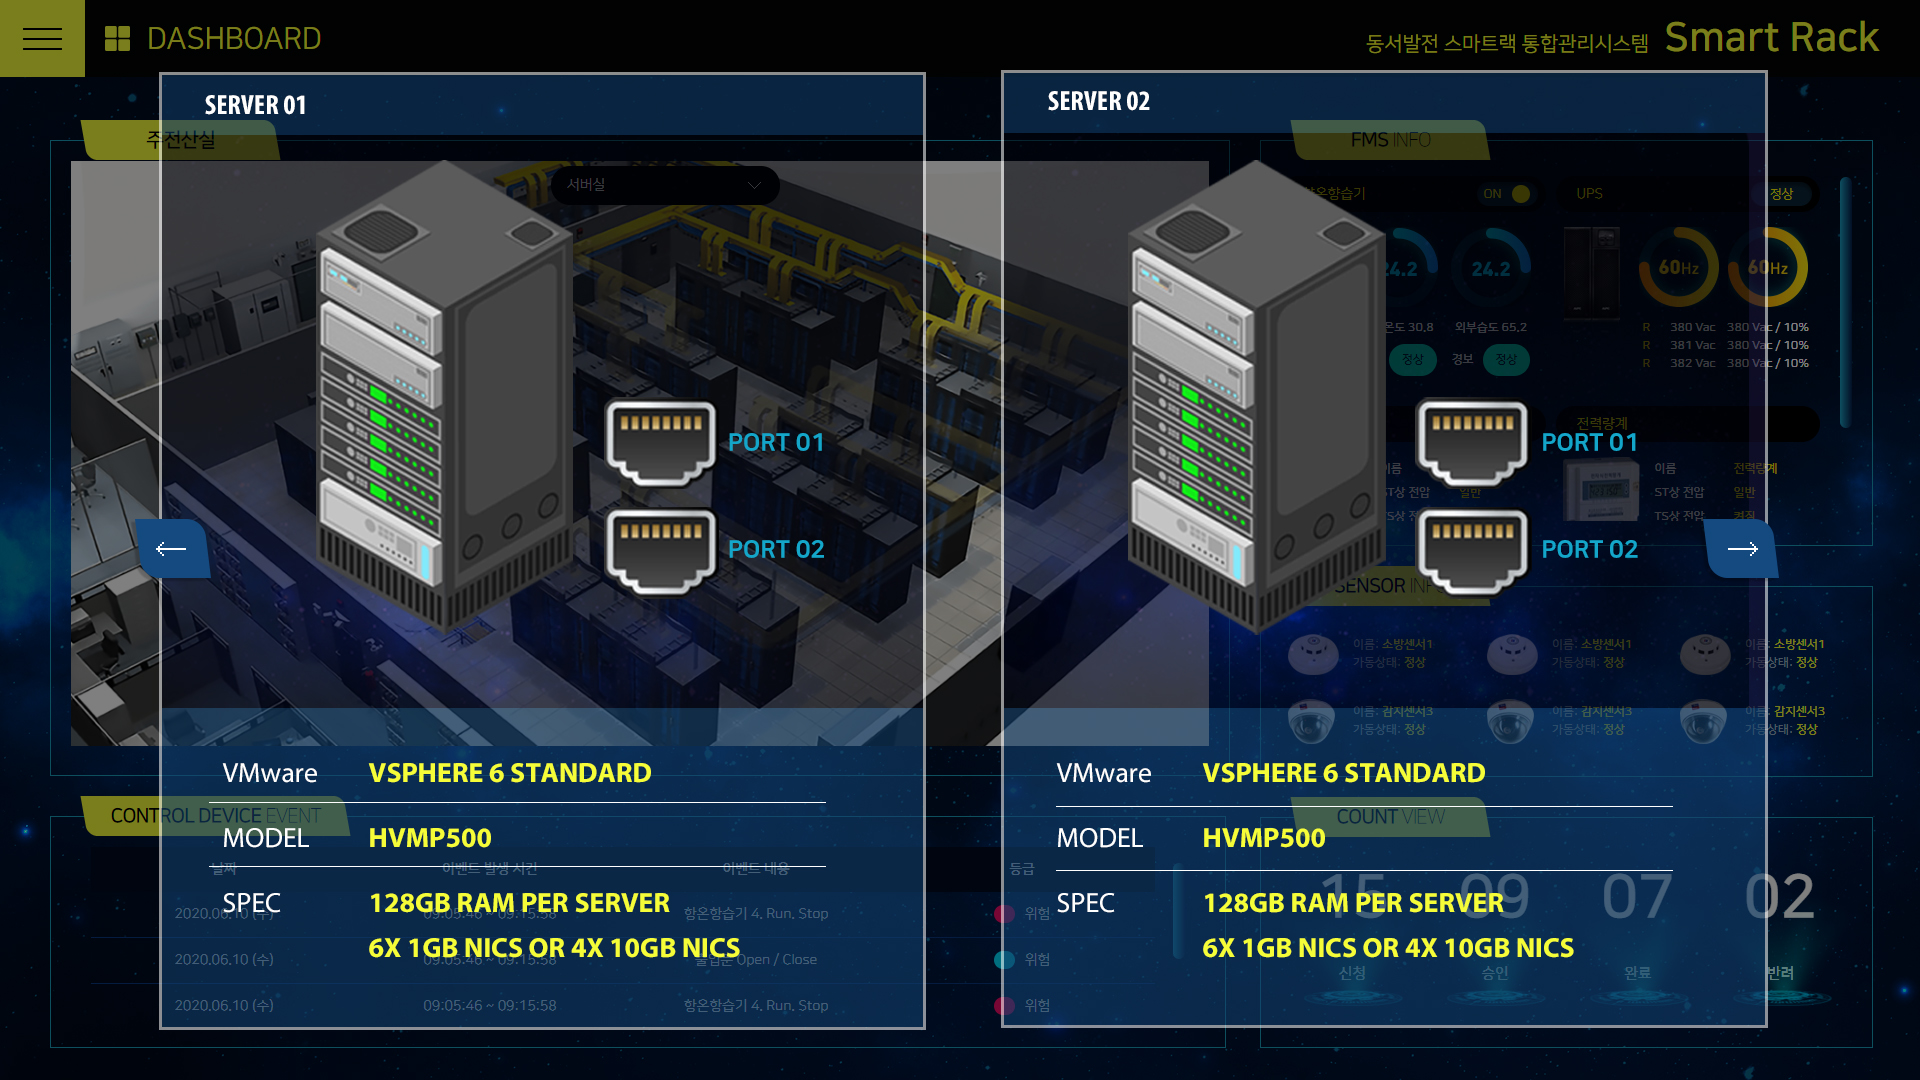 DASHBOARD
동서발전 스마트랙 통합관리시스템 Smart Rack
SERVER 01
SERVER 02
주전산실
서버실
FMS INFO
항온항습기
ON
UPS
정상
24.2
24.2
60Hz
60Hz
온도 30,8
외부습도 65,2
R 380 Vac 380 Vac / 10%
R 381 Vac 380 Vac / 10%
R 382 Vac 380 Vac / 10%
정상
경보
정상
전력량계
PORT 01
PORT 01
이름
이름 전력량계
ST상 전압 일반
ST상 전압 일반
TS상 전압
PORT 02
PORT 02
SENSOR INFO
이름: 소방센서1
이름: 소방센서1
이름: 소방센서1
가동상태: 정상
가동상태: 정상
가동상태: 정상
이름: 감지센서3
이름: 감지센서3
이름: 감지센서3
가동상태: 정상
가동상태: 정상
가동상태: 정상
VMware VSPHERE 6 STANDARD
VMware VSPHERE 6 STANDARD
CONTROL DEVICE EVENT
COUNT VIEW
MODEL HVMP500
MODEL HVMP500
날짜 이벤트 발생 시간 이벤트 내용 등급
SPEC 128GB RAM PER SERVER
6X 1GB NICS OR 4X 10GB NICS
SPEC 128GB RAM PER SERVER
6X 1GB NICS OR 4X 10GB NICS
2020.06.10 (수) 09:05:46 ~ 09:15:58 항온항습기 4. Run, Stop 위험
2020.06.10 (수) 09:05:46 ~ 09:15:58 출입문 Open / Close 위험
2020.06.10 (수) 09:05:46 ~ 09:15:58 항온항습기 4. Run, Stop 위험
15 09 07 02
신청 승인 완료 반려